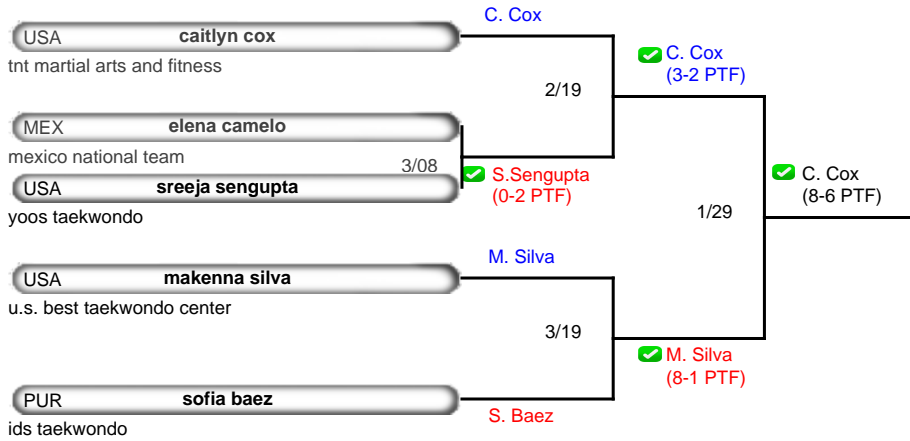 C. Cox
USA caitlyn cox
tnt martial arts and fitness
C. Cox
(3-2 PTF)
2/19
MEX elena camelo
mexico national team
3/08
USA sreeja sengupta
S.Sengupta
(0-2 PTF)
yoos taekwondo
C. Cox
(8-6 PTF)
1/29
M. Silva
USA makenna silva
u.s. best taekwondo center
3/19
M. Silva
(8-1 PTF)
PUR sofia baez
S. Baez
ids taekwondo